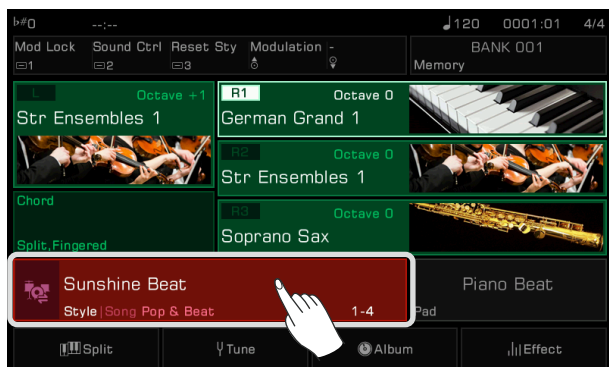 ♭#0 --:-- ♩120 0001:01 4/4
Mod Lock Sound Ctrl Reset Sty Modulation - BANK 001
1 2 3 Memory
L Octave +1
Str Ensembles 1
R1 Octave 0
German Grand 1
R2 Octave 0
Str Ensembles 1
R3 Octave 0
Soprano Sax
Chord
Split,Fingered
Sunshine Beat
Style|Song Pop & Beat 1-4
Piano Beat
Pad
Split Tune Album Effect